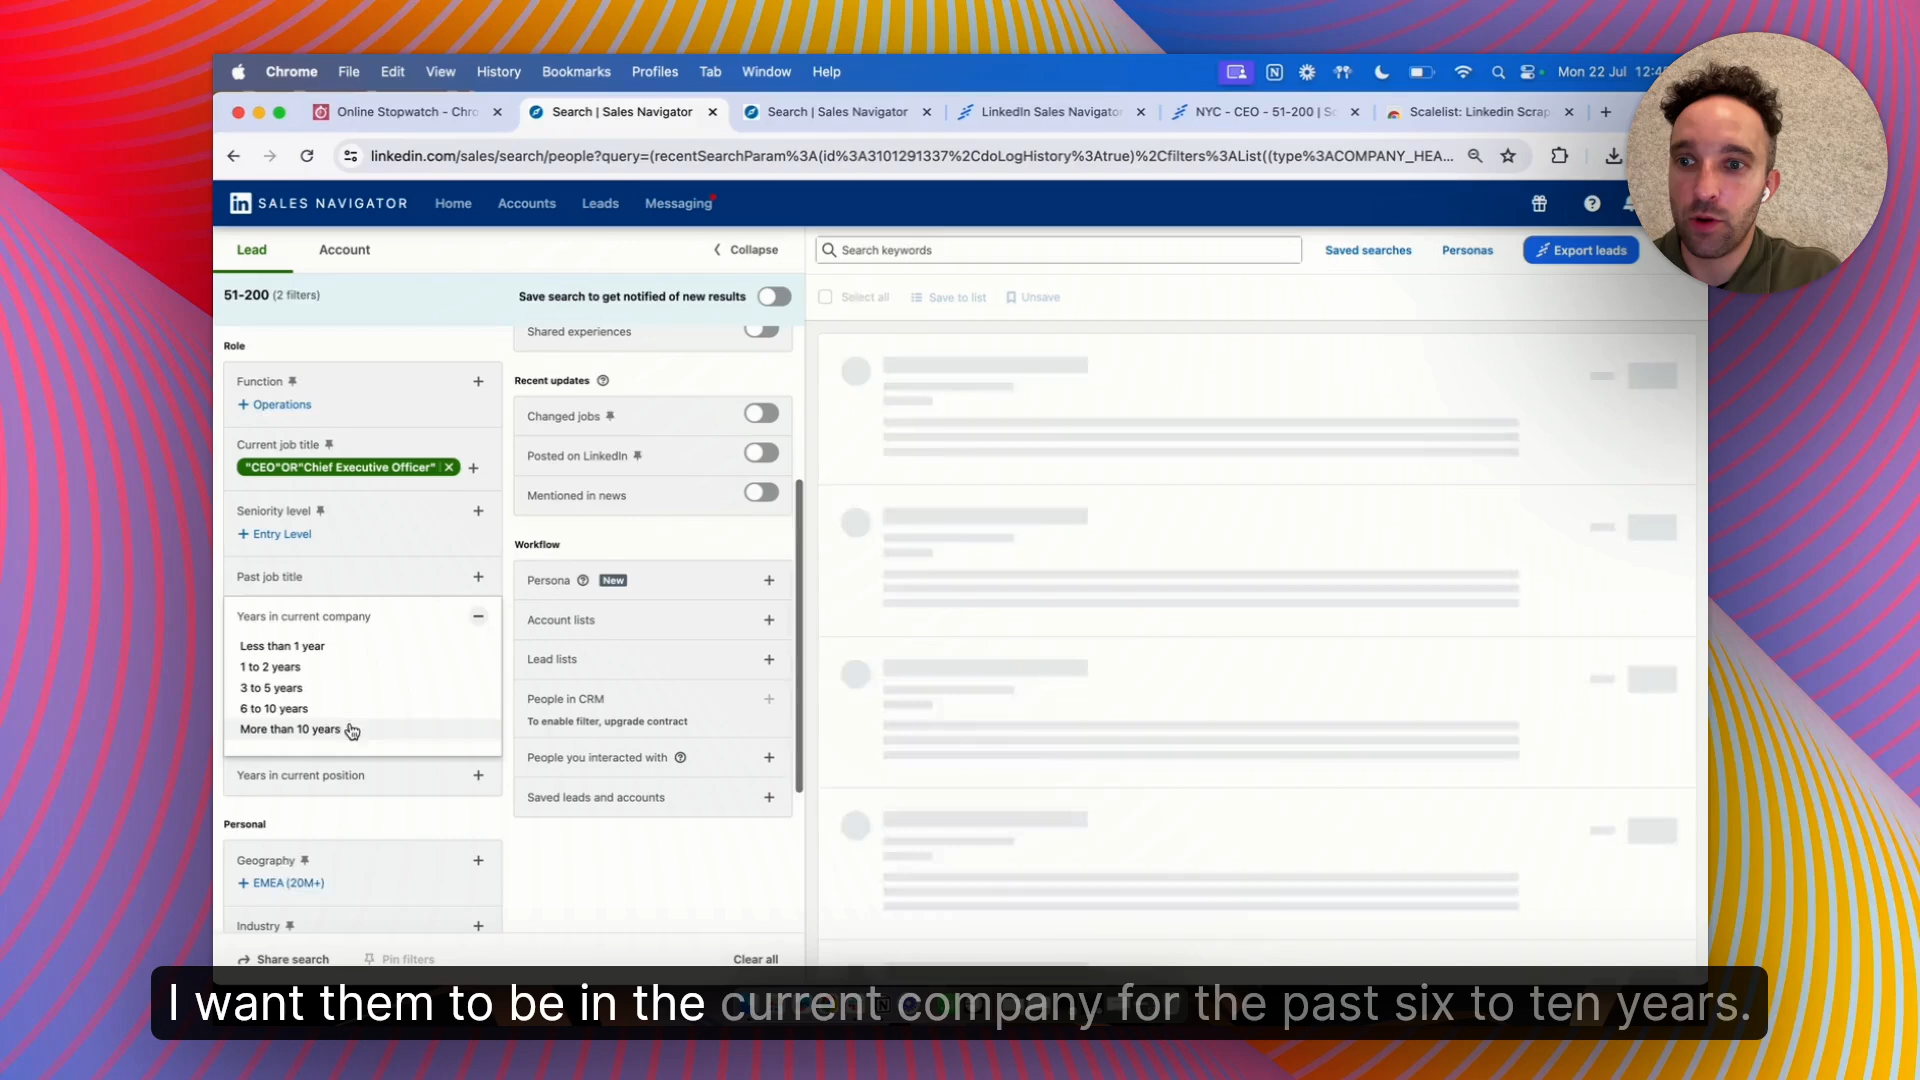 Chrome File Edit View History Bookmarks Profiles Tab Window Help
Mon 22 Jul
Online Stopwatch - Chro
Search | Sales Navigator
Search | Sales Navigator
LinkedIn Sales Navigator
NYC - CEO - 51-200 | Sc
Scalelist: Linkedin Scrap
linkedin.com/sales/search/people?query=(recentSearchParam%3A(id%3A3101291337%2CdoLogHistory%3Atrue)%2Cfilters%3AList((type%3ACOMPANY_HEA...
in SALES NAVIGATOR Home Accounts Leads Messaging
Lead Account Collapse
Search keywords
Saved searches Personas Export leads
51-200 (2 filters)
Save search to get notified of new results
Select all Save to list Unsave
Role
Function
+ Operations
Current job title
"CEO"OR"Chief Executive Officer"
Seniority level
+ Entry Level
Past job title
Years in current company
Less than 1 year
1 to 2 years
3 to 5 years
6 to 10 years
More than 10 years
Years in current position
Personal
Geography
+ EMEA (20M+)
Industry
Shared experiences
Recent updates
Changed jobs
Posted on LinkedIn
Mentioned in news
Workflow
Persona New
Account lists
Lead lists
People in CRM
To enable filter, upgrade contract
People you interacted with
Saved leads and accounts
Share search Pin filters Clear all
I want them to be in the current company for the past six to ten years.